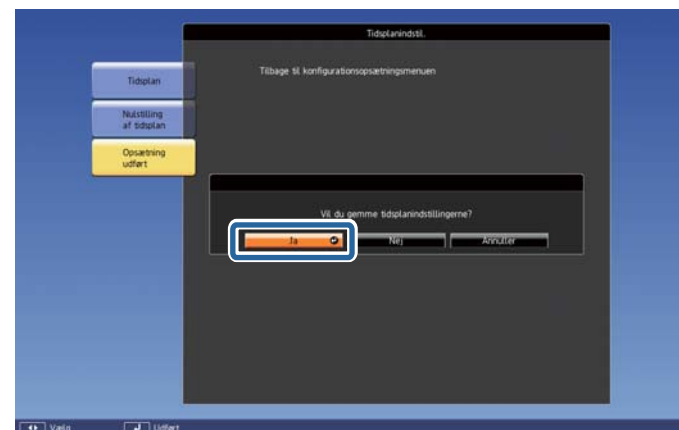 Tidsplanindstil.
Tilbage til konfigurationsopsætningsmenuen
Tidsplan
Nulstilling
af tidsplan
Opsætning
udført
Vil du gemme tidsplanindstillingerne?
Ja
Nej
Annuller
Vælg
Udført